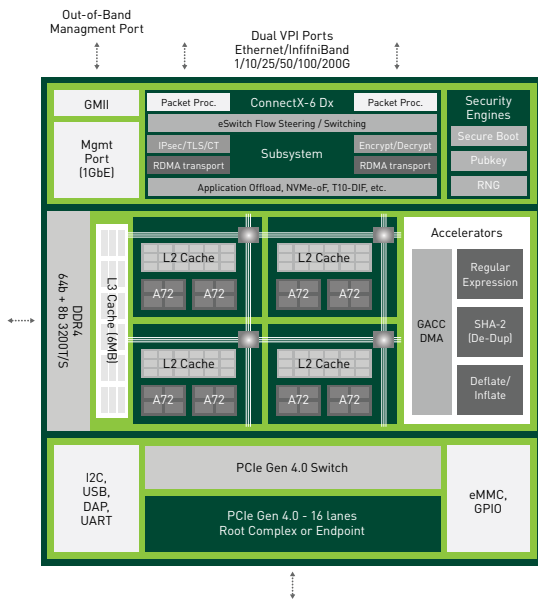 Out-of-Band
Managment Port
Dual VPI Ports
Ethernet/InfifniBand
1/10/25/50/100/200G
GMII
Mgmt
Port
(1GbE)
Packet Proc.
ConnectX-6 Dx
Packet Proc.
eSwitch Flow Steering / Switching
IPsec/TLS/CT
Subsystem
Encrypt/Decrypt
RDMA transport
RDMA transport
Application Offload, NVMe-oF, T10-DIF, etc.
Security
Engines
Secure Boot
Pubkey
RNG
DDR4
64b + 8b 3200T/S
L3 Cache (6MB)
L2 Cache
A72
A72
L2 Cache
A72
A72
L2 Cache
A72
A72
L2 Cache
A72
A72
Accelerators
GACC
DMA
Regular
Expression
SHA-2
(De-Dup)
Deflate/
Inflate
I2C,
USB,
DAP,
UART
PCIe Gen 4.0 Switch
PCIe Gen 4.0 - 16 lanes
Root Complex or Endpoint
eMMC,
GPIO